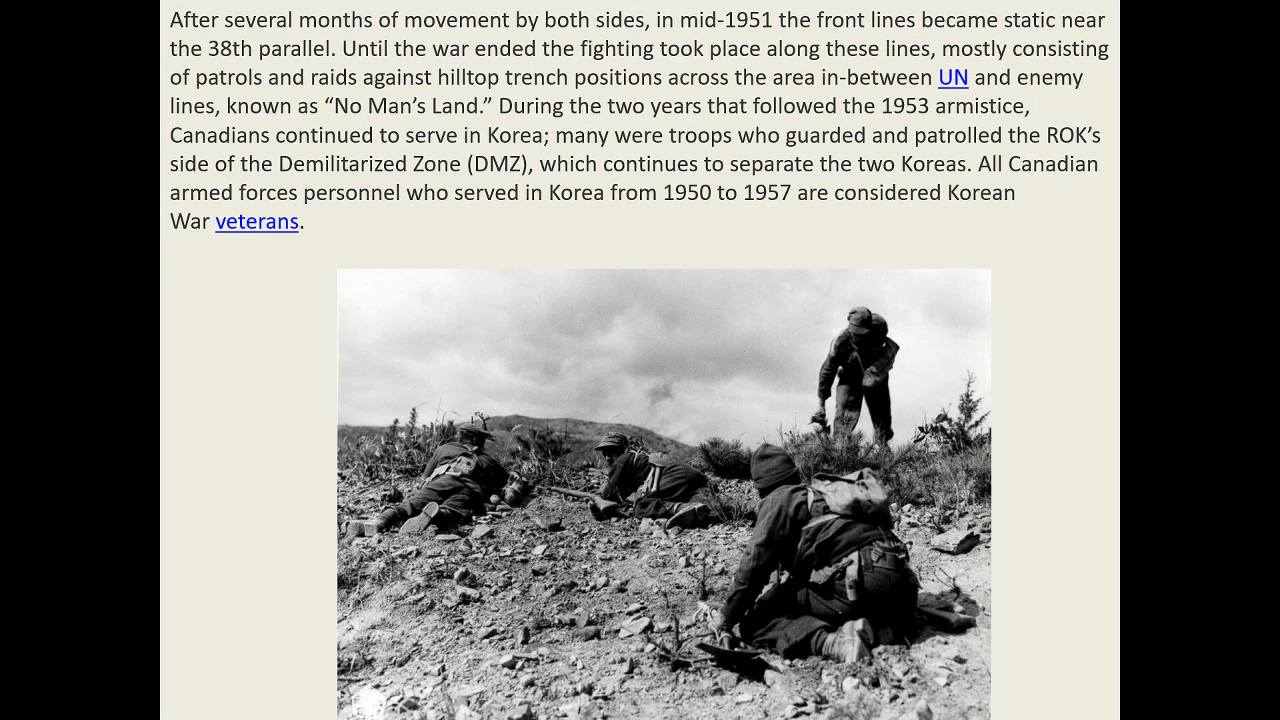 After several months of movement by both sides, in mid-1951 the front lines became static near
the 38th parallel. Until the war ended the fighting took place along these lines, mostly consisting
of patrols and raids against hilltop trench positions across the area in-between UN and enemy
lines, known as “No Man’s Land.” During the two years that followed the 1953 armistice,
Canadians continued to serve in Korea; many were troops who guarded and patrolled the ROK’s
side of the Demilitarized Zone (DMZ), which continues to separate the two Koreas. All Canadian
armed forces personnel who served in Korea from 1950 to 1957 are considered Korean
War veterans.